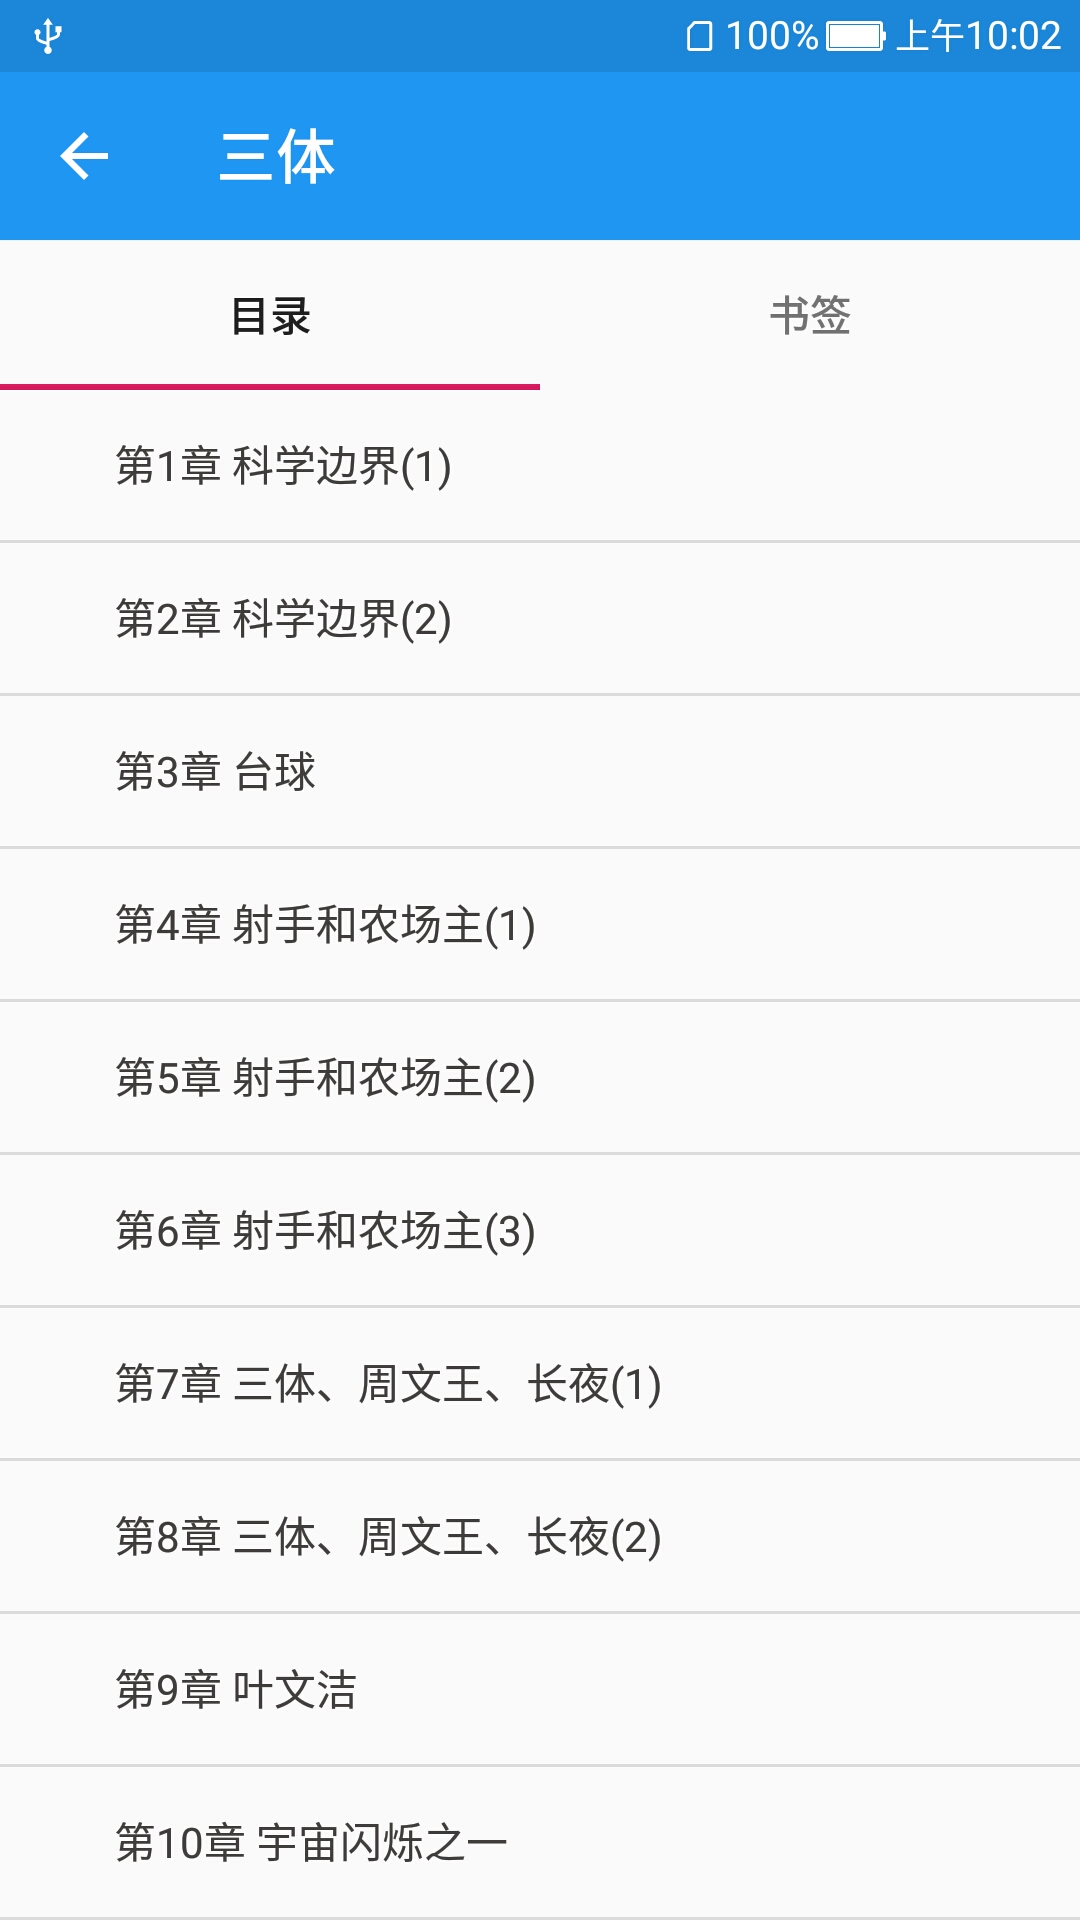 100% 上午10:02
三体
目录 书签
第1章 科学边界(1)
第2章 科学边界(2)
第3章 台球
第4章 射手和农场主(1)
第5章 射手和农场主(2)
第6章 射手和农场主(3)
第7章 三体、周文王、长夜(1)
第8章 三体、周文王、长夜(2)
第9章 叶文洁
第10章 宇宙闪烁之一